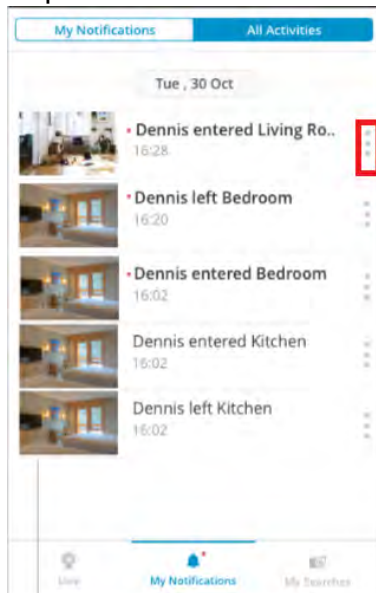 My Notifications All Activities
Tue , 30 Oct
Dennis entered Living Ro..
16:28
Dennis left Bedroom
16:20
Dennis entered Bedroom
16:02
Dennis entered Kitchen
16:02
Dennis left Kitchen
16:02
Live My Notifications My Searches